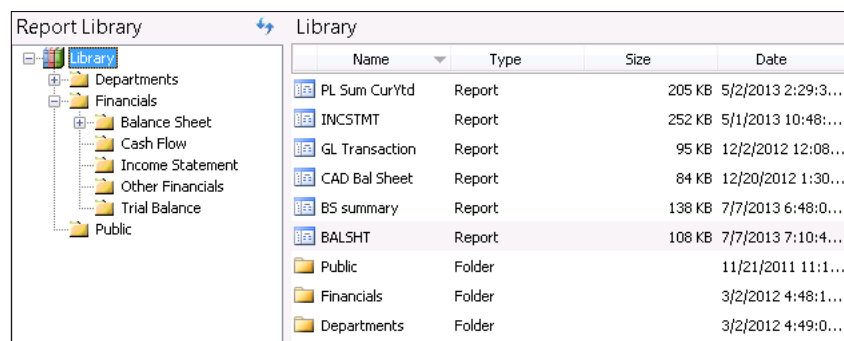 Report Library
Library
Departments
Financials
Balance Sheet
Cash Flow
Income Statement
Other Financials
Trial Balance
Public
Library
Name Type Size Date
PL Sum CurYtd Report 205 KB 5/2/2013 2:29:3...
INCSTMT Report 252 KB 5/1/2013 10:48:...
GL Transaction Report 95 KB 12/2/2012 12:08...
CAD Bal Sheet Report 84 KB 12/20/2012 1:30...
BS summary Report 138 KB 7/7/2013 6:48:0...
BALSHT Report 108 KB 7/7/2013 7:10:4...
Public Folder 11/21/2011 11:1...
Financials Folder 3/2/2012 4:48:1...
Departments Folder 3/2/2012 4:49:0...